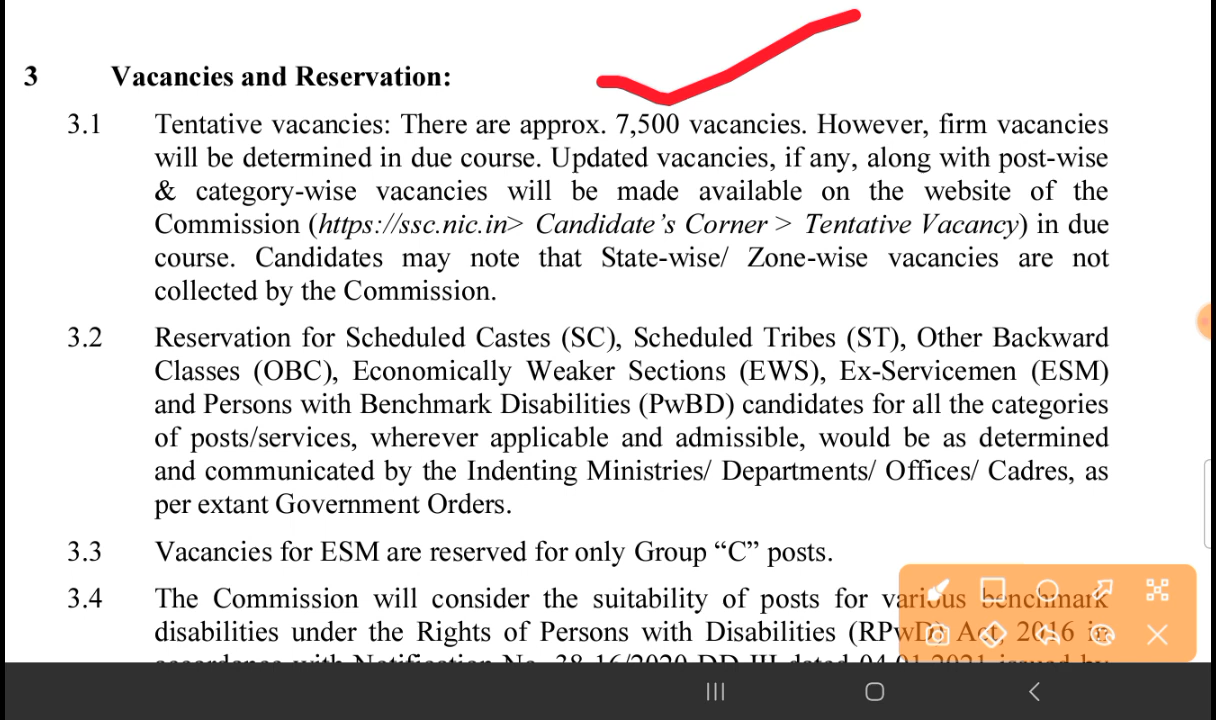 3 Vacancies and Reservation:
3.1 Tentative vacancies: There are approx. 7,500 vacancies. However, firm vacancies
will be determined in due course. Updated vacancies, if any, along with post-wise
& category-wise vacancies will be made available on the website of the
Commission (https://ssc.nic.in> Candidate's Corner > Tentative Vacancy) in due
course. Candidates may note that State-wise/ Zone-wise vacancies are not
collected by the Commission.
3.2 Reservation for Scheduled Castes (SC), Scheduled Tribes (ST), Other Backward
Classes (OBC), Economically Weaker Sections (EWS), Ex-Servicemen (ESM)
and Persons with Benchmark Disabilities (PwBD) candidates for all the categories
of posts/services, wherever applicable and admissible, would be as determined
and communicated by the Indenting Ministries/ Departments/ Offices/ Cadres, as
per extant Government Orders.
3.3 Vacancies for ESM are reserved for only Group “C” posts.
3.4 The Commission will consider the suitability of posts for various benchmark
disabilities under the Rights of Persons with Disabilities (RPwD) Act, 2016 in